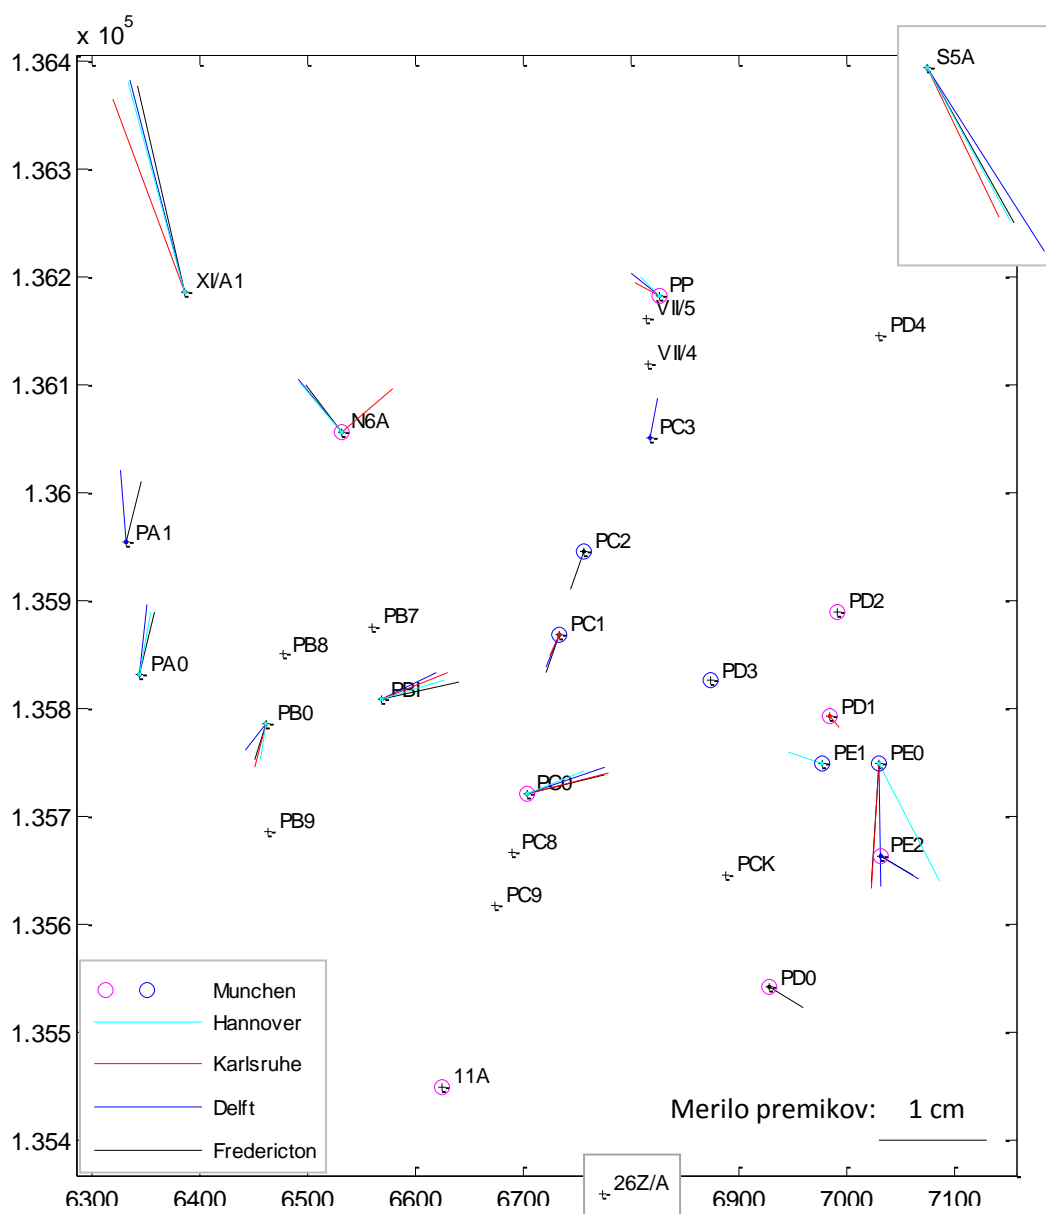 x 10^5
1.364
S5A
1.363
XI/A1
1.362
PP
VII/5
PD4
VII/4
1.361
N6A
PC3
1.36
PA1
PC2
1.359
PD2
PB7
PC1
PB8
PA0
PBI
PD3
1.358
PB0
PD1
PE1
PE0
PC0
1.357
PB9
PC8
PE2
PCK
PC9
1.356
PD0
Munchen
1.355
Hannover
Karlsruhe
11A
Delft
Merilo premikov: 1 cm
Fredericton
1.354
26Z/A
6300 6400 6500 6600 6700 6900 7000 7100